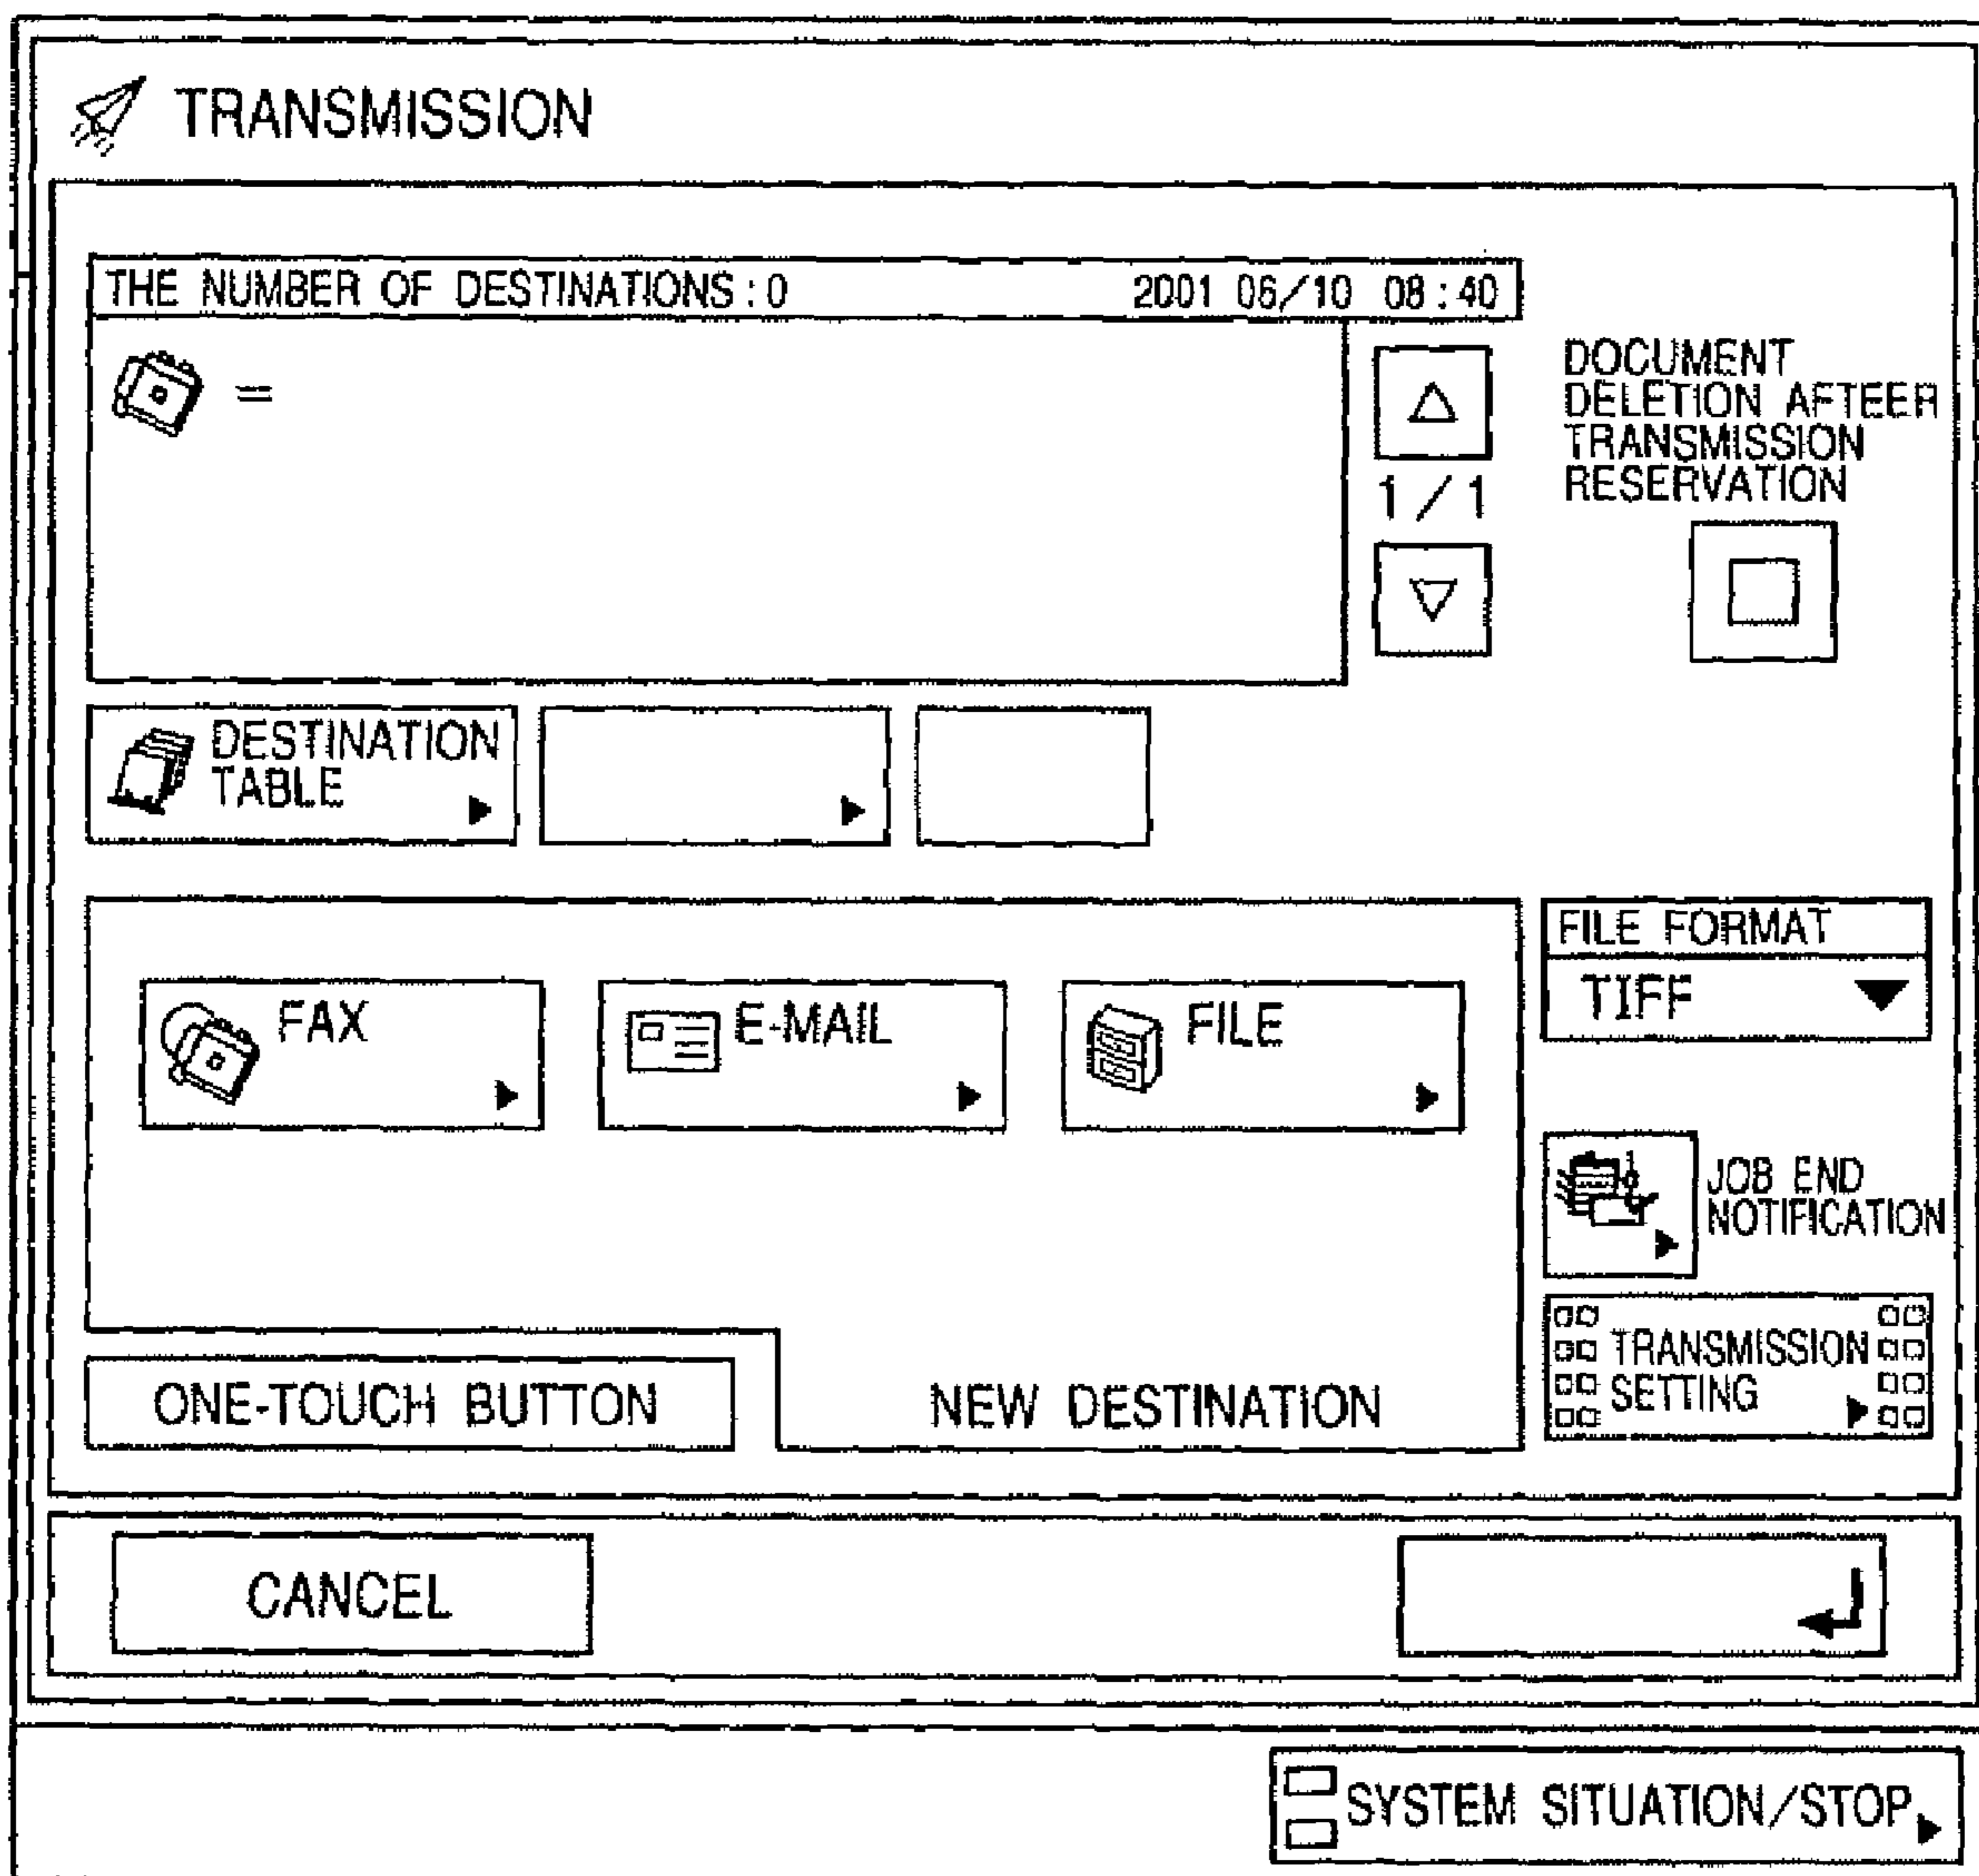 TRANSMISSION
THE NUMBER OF DESTINATIONS:0 2001 06/10 08:40
=
1/1
DOCUMENT
DELETION AFTEER
TRANSMISSION
RESERVATION
DESTINATION
TABLE
FAX
E-MAIL
FILE
FILE FORMAT
TIFF
JOB END
NOTIFICATION
TRANSMISSION
SETTING
ONE-TOUCH BUTTON
NEW DESTINATION
CANCEL
SYSTEM SITUATION/STOP